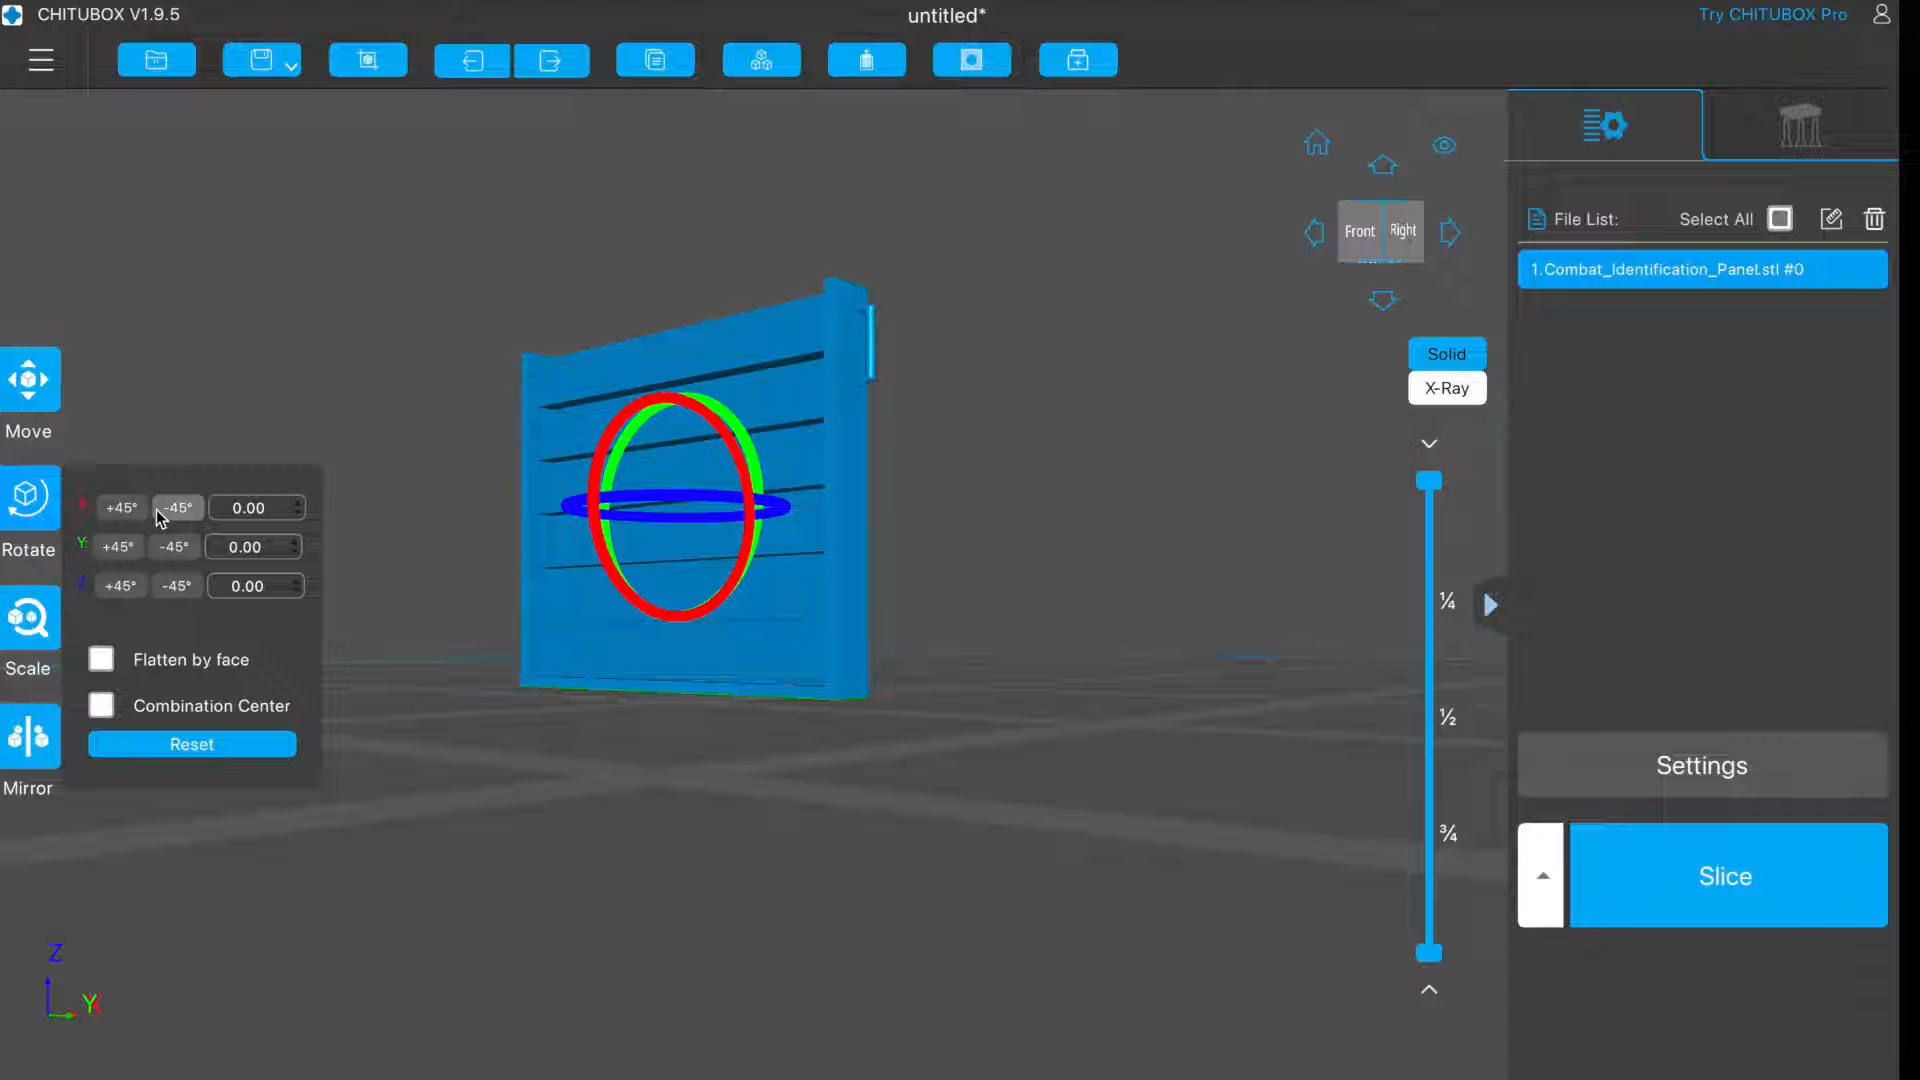 CHITUBOX V1.9.5
untitled*
Try CHITUBOX Pro
Front
Right
File List:
Select All
1.Combat_Identification_Panel.stl #0
Solid
X-Ray
Move
+45° -45° 0.00
Y: +45° -45° 0.00
Rotate
+45° -45° 0.00
Scale
Flatten by face
Combination Center
Reset
Mirror
¼
½
¾
Settings
Slice
Z
Y